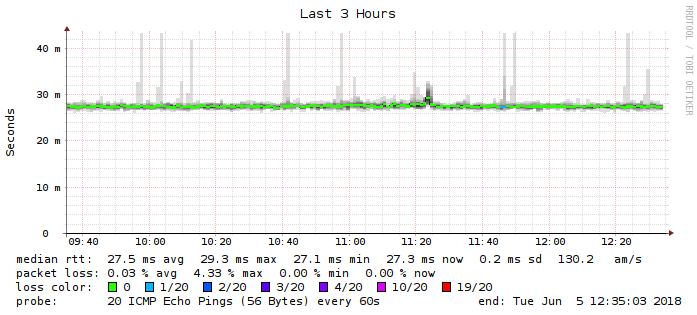 Last 3 Hours
RRDTOOL / TOBI OETIKER
Seconds
40 m
30 m
20 m
10 m
0
09:40 10:00 10:20 10:40 11:00 11:20 11:40 12:00 12:20
median rtt: 27.5 ms avg 29.3 ms max 27.1 ms min 27.3 ms now 0.2 ms sd 130.2 am/s
packet loss: 0.03 % avg 4.33 % max 0.00 % min 0.00 % now
loss color: 0 1/20 2/20 3/20 4/20 10/20 19/20
probe: 20 ICMP Echo Pings (56 Bytes) every 60s end: Tue Jun 5 12:35:03 2018